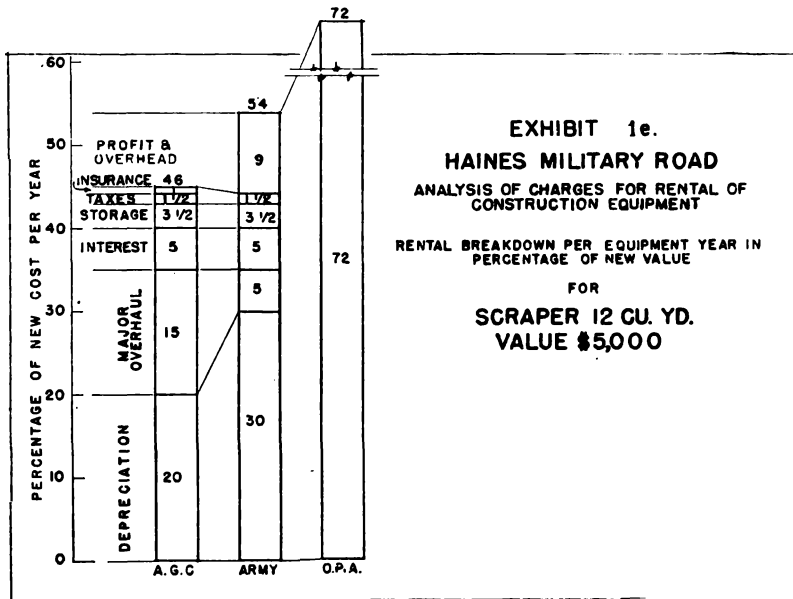 72
.60
54
EXHIBIT 1e.
HAINES MILITARY ROAD
ANALYSIS OF CHARGES FOR RENTAL OF
CONSTRUCTION EQUIPMENT
RENTAL BREAKDOWN PER EQUIPMENT YEAR IN
PERCENTAGE OF NEW VALUE
FOR
SCRAPER 12 CU. YD.
VALUE $5,000
PERCENTAGE OF NEW COST PER YEAR
50
PROFIT &
OVERHEAD
9
INSURANCE 46
1
TAXES 1 1/2 1 1/2
STORAGE 3 1/2 3 1/2
40
INTEREST 5 5
72
5
MAJOR
OVERHAUL
15
30
20
DEPRECIATION
20
30
10
0
A.G.C ARMY O.P.A.